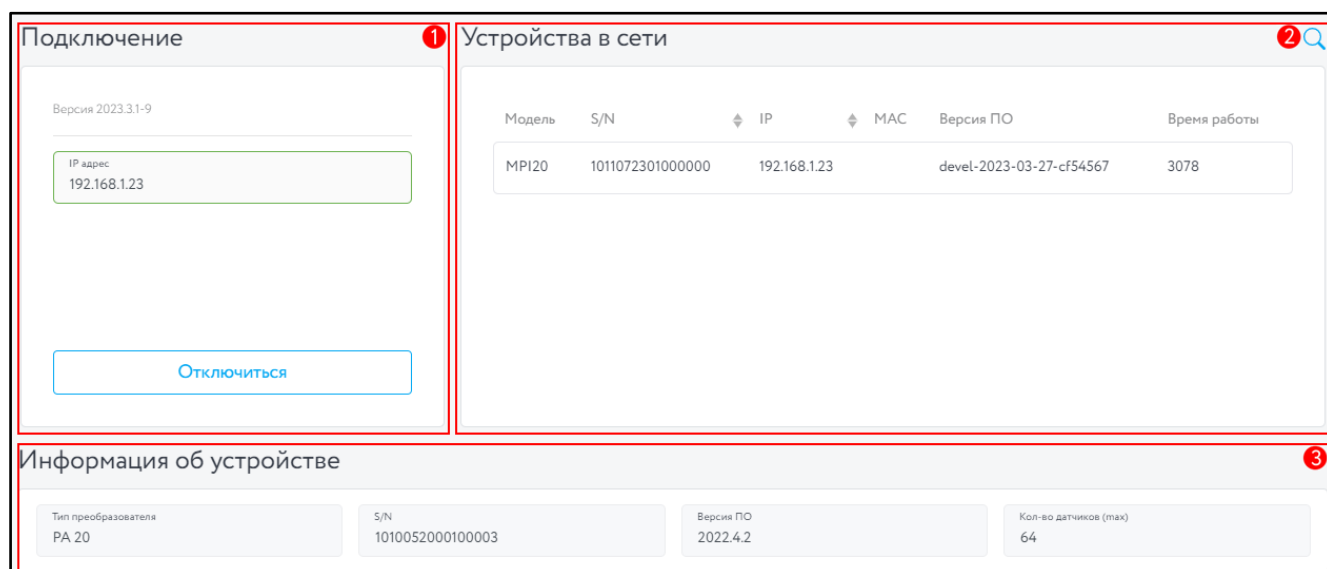 Подключение
1
Версия 2023.3.1-9
IP адрес
192.168.1.23
Отключиться
Устройства в сети
2
Модель S/N IP MAC Версия ПО Время работы
MPI20 1011072301000000 192.168.1.23 devel-2023-03-27-cf54567 3078
Информация об устройстве
3
Тип преобразователя
PA 20
S/N
1010052000100003
Версия ПО
2022.4.2
Кол-во датчиков (max)
64